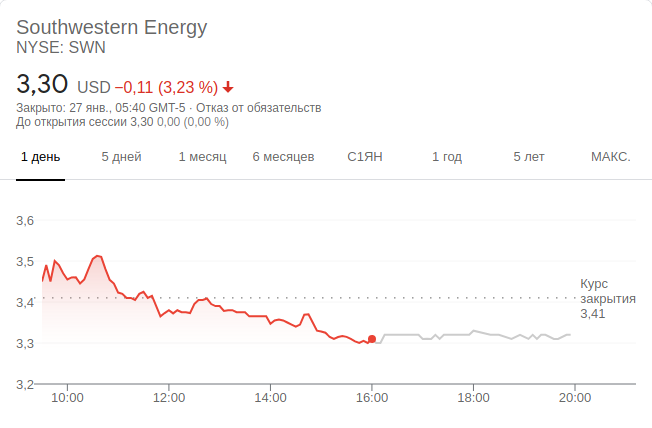 Southwestern Energy
NYSE: SWN
3,30 USD −0,11 (3,23 %)
Закрыто: 27 янв., 05:40 GMT-5 · Отказ от обязательств
До открытия сессии 3,30 0,00 (0,00 %)
1 день 5 дней 1 месяц 6 месяцев С1ЯН 1 год 5 лет МАКС.
3,6
3,5
3,4
3,3
3,2
Курс
закрытия
3,41
10:00 12:00 14:00 16:00 18:00 20:00